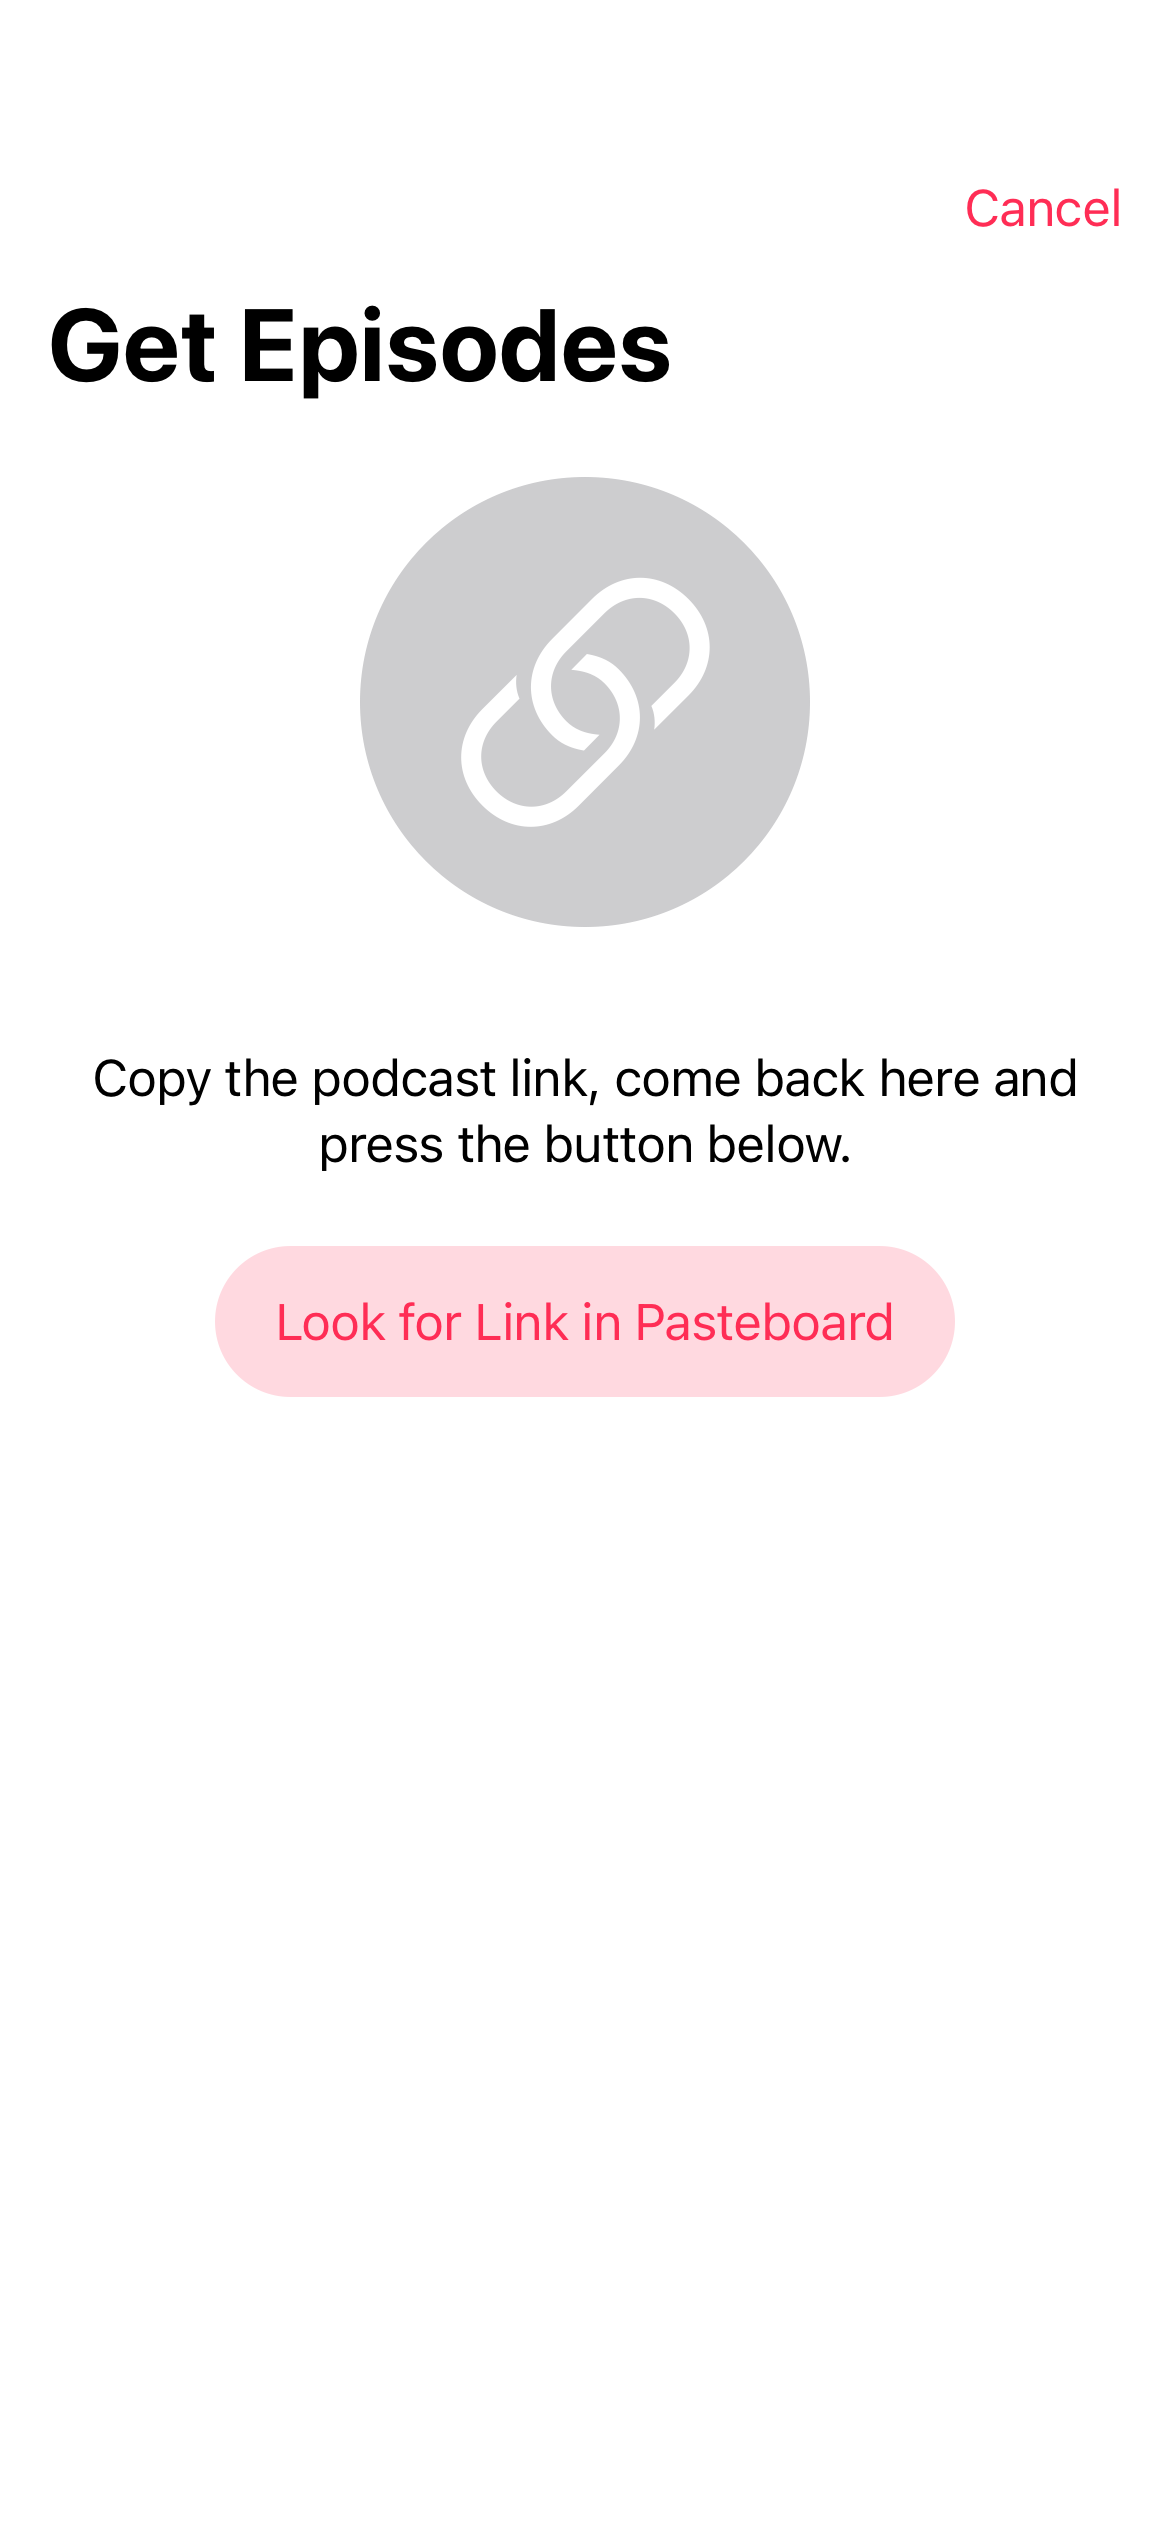 Cancel
Get Episodes
Copy the podcast link, come back here and
press the button below.
Look for Link in Pasteboard